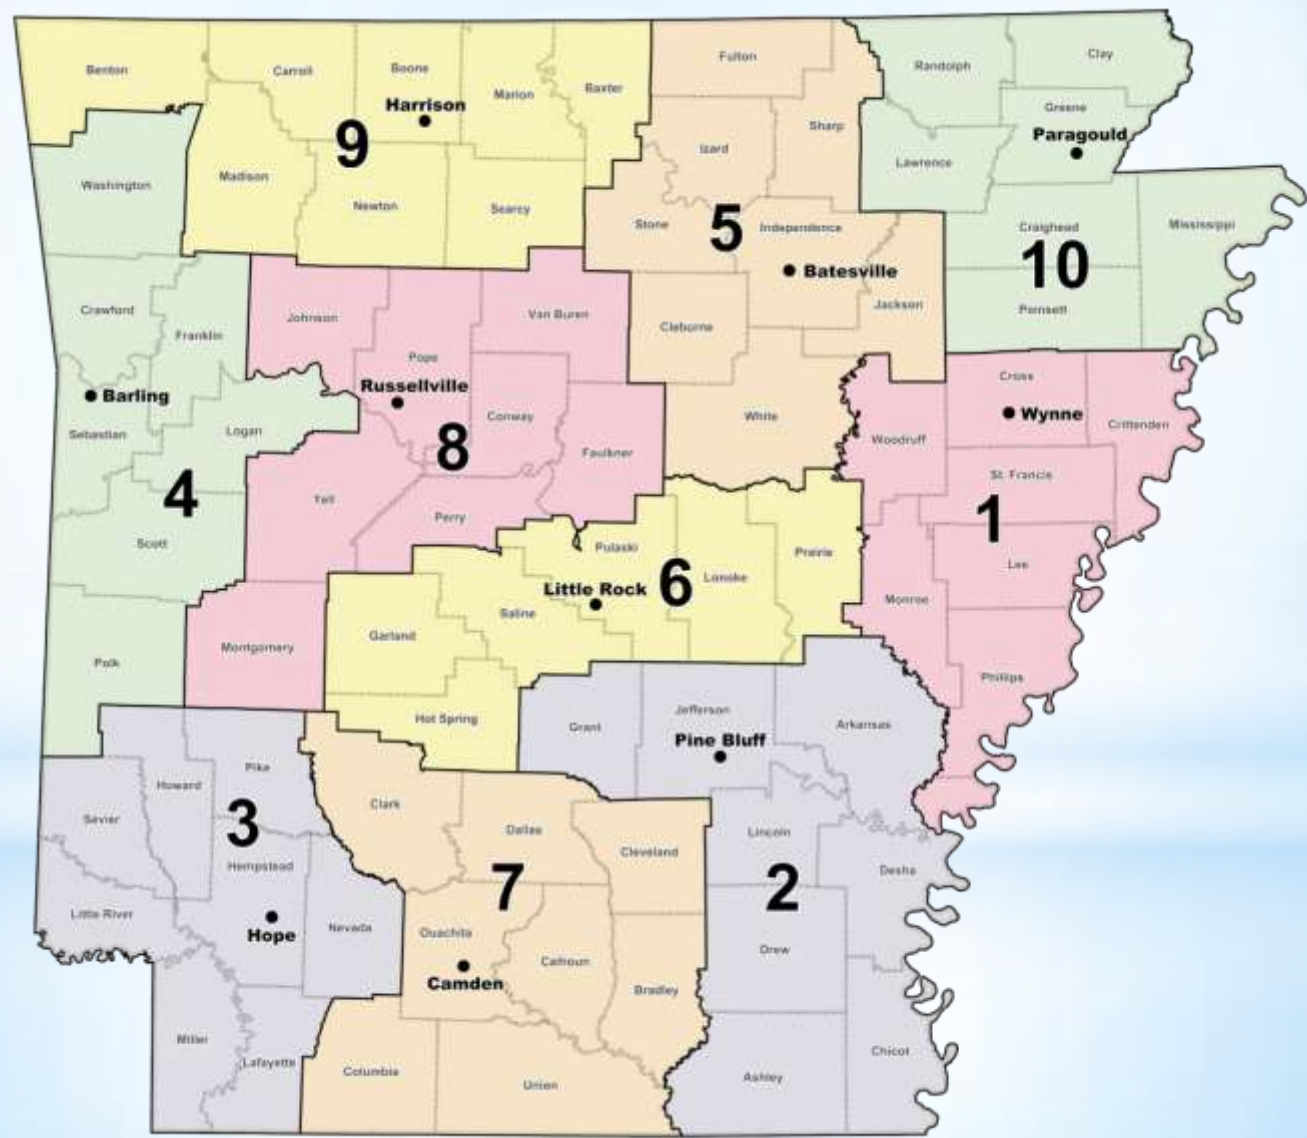 Benton
Carroll
Boone
Marion
Baxter
Harrison
9
Madison
Newton
Searcy
Fulton
Sharp
Izard
Stone
5
Independence
Batesville
Jackson
Cleburne
White
Randolph
Clay
Greene
Paragould
Lawrence
Craighead
Mississippi
10
Poinsett
Washington
Crawford
Franklin
Barling
Sebastian
Logan
4
Scott
Polk
Johnson
Pope
Van Buren
Russellville
Conway
8
Faulkner
Yell
Perry
Montgomery
Cross
Wynne
Crittenden
Woodruff
St. Francis
1
Lee
Monroe
Phillips
Pulaski
Prairie
Lonoke
Little Rock
6
Saline
Garland
Hot Spring
Grant
Jefferson
Arkansas
Pine Bluff
Lincoln
2
Desha
Drew
Ashley
Chicot
Pike
Howard
Sevier
3
Hempstead
Little River
Hope
Nevada
Miller
Lafayette
Clark
Dallas
Cleveland
7
Ouachita
Calhoun
Camden
Bradley
Columbia
Union